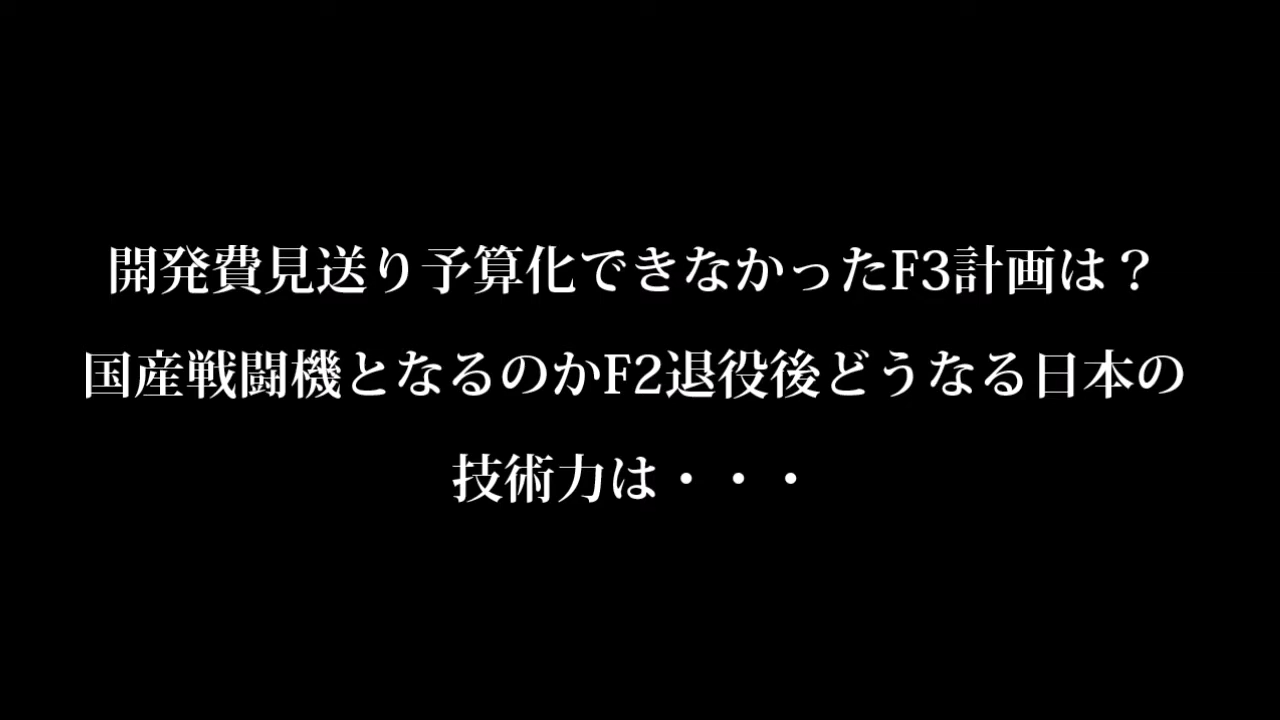 開発費見送り予算化できなかったF3計画は？
国産戦闘機となるのかF2退役後どうなる日本の
技術力は・・・